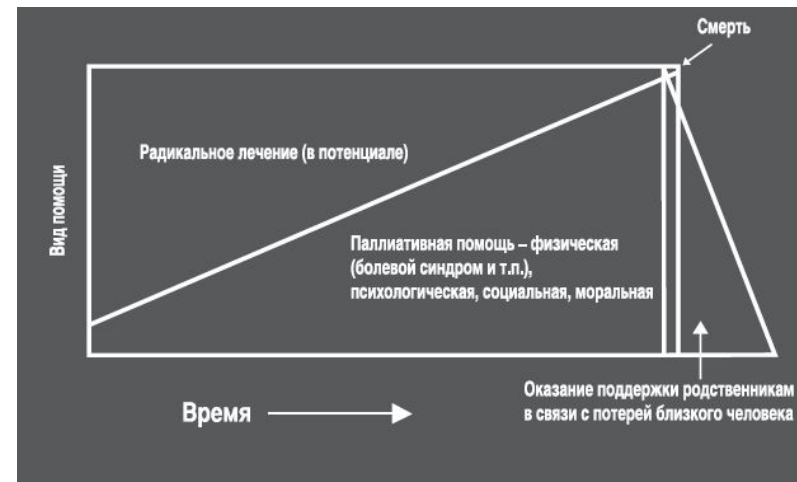 Смерть
Радикальное лечение (в потенциале)
Вид помощи
Паллиативная помощь – физическая
(болевой синдром и т.п.),
психологическая, социальная, моральная
Время
Оказание поддержки родственникам
в связи с потерей близкого человека